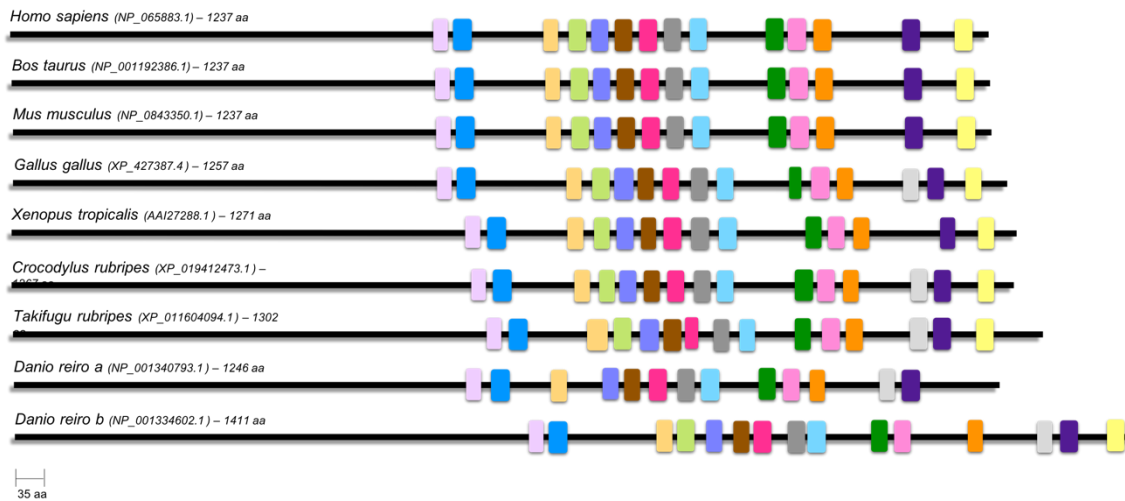 Homo sapiens (NP_065883.1) – 1237 aa
Bos taurus (NP_001192386.1) – 1237 aa
Mus musculus (NP_0843350.1) – 1237 aa
Gallus gallus (XP_427387.4) – 1257 aa
Xenopus tropicalis (AAI27288.1) – 1271 aa
Crocodylus rubripes (XP_019412473.1) –
Takifugu rubripes (XP_011604094.1) – 1302
Danio reiro a (NP_001340793.1) – 1246 aa
Danio reiro b (NP_001334602.1) – 1411 aa
35 aa